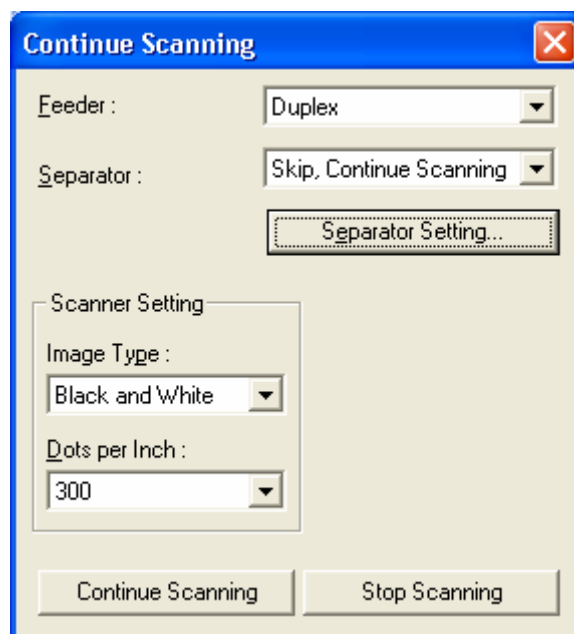 Continue Scanning
Feeder :
Duplex
Separator :
Skip, Continue Scanning
Separator Setting...
Scanner Setting
Image Type :
Black and White
Dots per Inch :
300
Continue Scanning
Stop Scanning